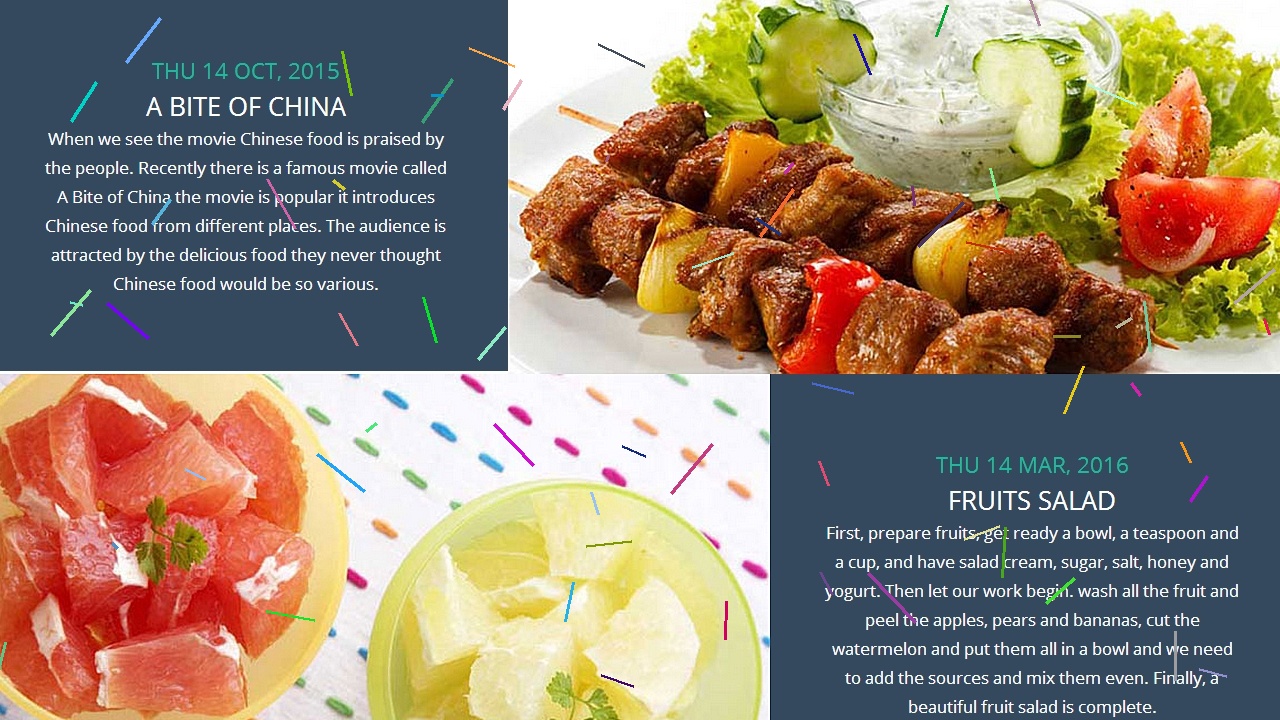 THU 14 OCT, 2015
A BITE OF CHINA
When we see the movie Chinese food is praised by
the people. Recently there is a famous movie called
A Bite of China the movie is popular it introduces
Chinese food from different places. The audience is
attracted by the delicious food they never thought
Chinese food would be so various.
THU 14 MAR, 2016
FRUITS SALAD
First, prepare fruits, get ready a bowl, a teaspoon and
a cup, and have salad cream, sugar, salt, honey and
yogurt. Then let our work begin. wash all the fruit and
peel the apples, pears and bananas, cut the
watermelon and put them all in a bowl and we need
to add the sources and mix them even. Finally, a
beautiful fruit salad is complete.